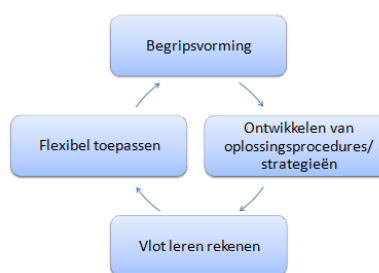 Begripsvorming
Flexibel toepassen
Ontwikkelen van
oplossingsprocedures/
strategieën
Vlot leren rekenen